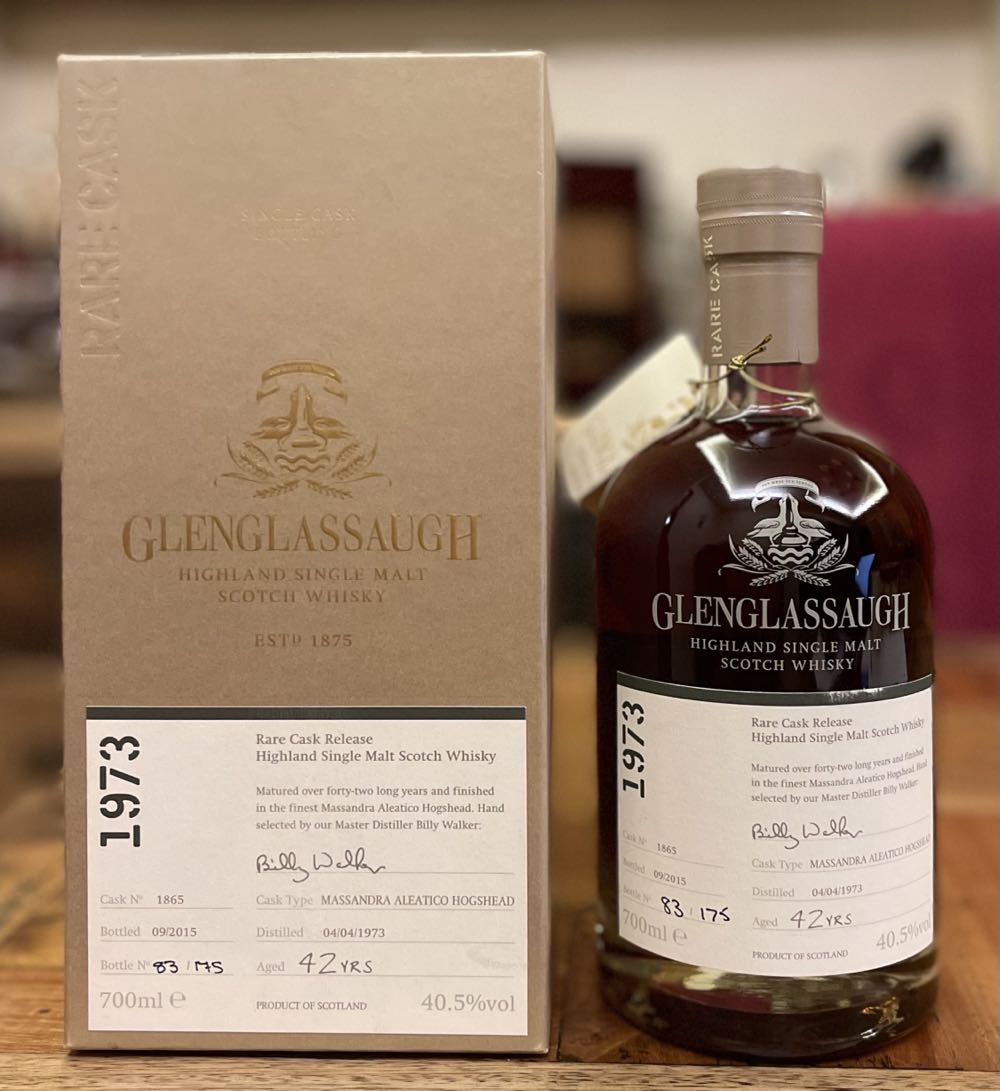 RARE CASK
SINGLE CASK
GLENGLASSAUGH
HIGHLAND SINGLE MALT
SCOTCH WHISKY
ESTD 1875
1973
Rare Cask Release
Highland Single Malt Scotch Whisky
Matured over forty-two long years and finished
in the finest Massandra Aleatico Hogshead. Hand
selected by our Master Distiller Billy Walker:
Billy Walker
Cask Nº 1865
Cask Type MASSANDRA ALEATICO HOGSHEAD
Bottled 09/2015
Distilled 04/04/1973
Bottle Nº 83 / 175
Aged 42 YRS
700ml ℮
PRODUCT OF SCOTLAND
40.5%vol
RARE CASK
GLENGLASSAUGH
HIGHLAND SINGLE MALT
SCOTCH WHISKY
1973
Rare Cask Release
Highland Single Malt Scotch Whisky
Matured over forty-two long years and finished
in the finest Massandra Aleatico Hogshead. Hand
selected by our Master Distiller Billy Walker:
Billy Walker
Cask Nº 1865
Cask Type MASSANDRA ALEATICO HOGSHEAD
Bottled 09/2015
Distilled 04/04/1973
Bottle Nº 83 / 175
Aged 42 YRS
700ml ℮
PRODUCT OF SCOTLAND
40.5%vol